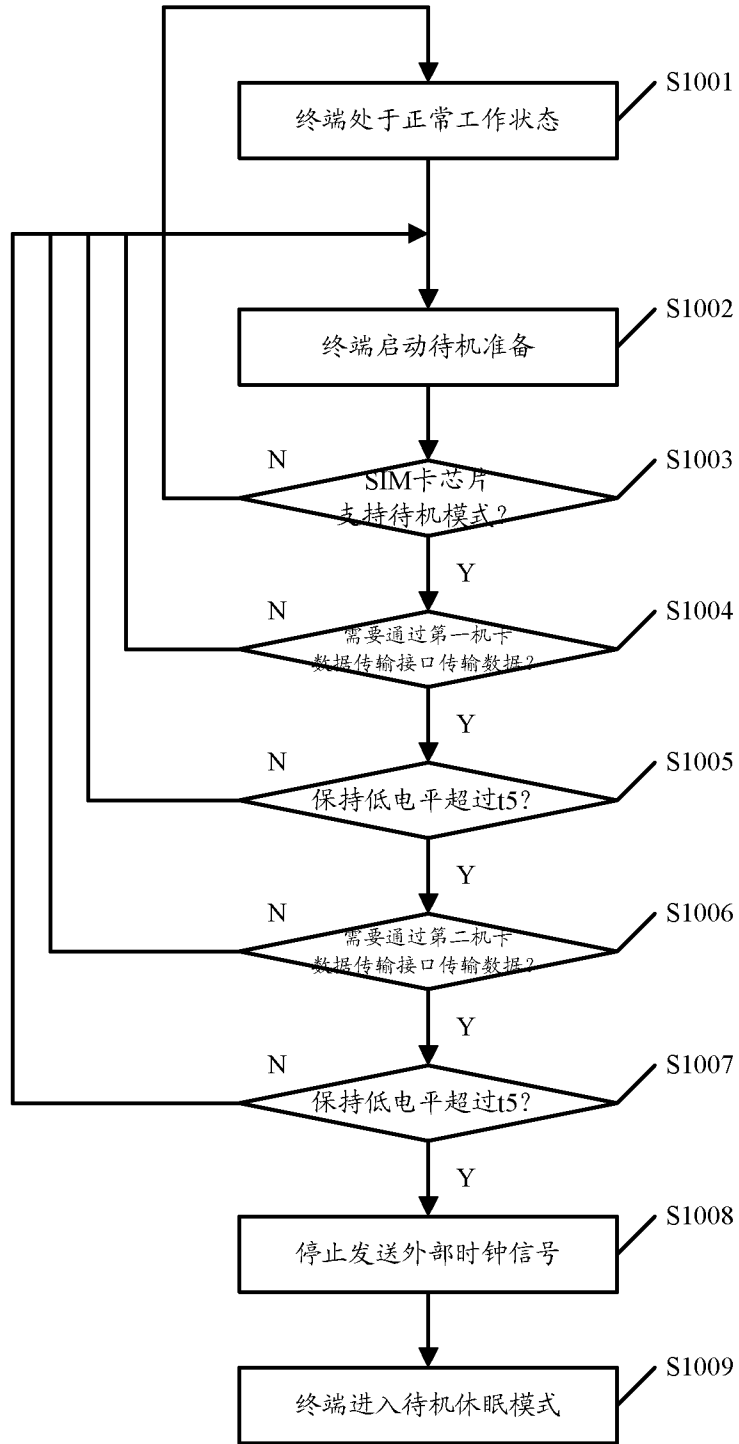 S1001
终端处于正常工作状态
S1002
终端启动待机准备
N
S1003
SIM卡芯片
支持待机模式?
Y
N
S1004
需要通过第一机卡
数据传输接口传输数据?
Y
N
S1005
保持低电平超过t5?
Y
N
S1006
需要通过第二机卡
数据传输接口传输数据?
Y
N
S1007
保持低电平超过t5?
Y
S1008
停止发送外部时钟信号
S1009
终端进入待机休眠模式